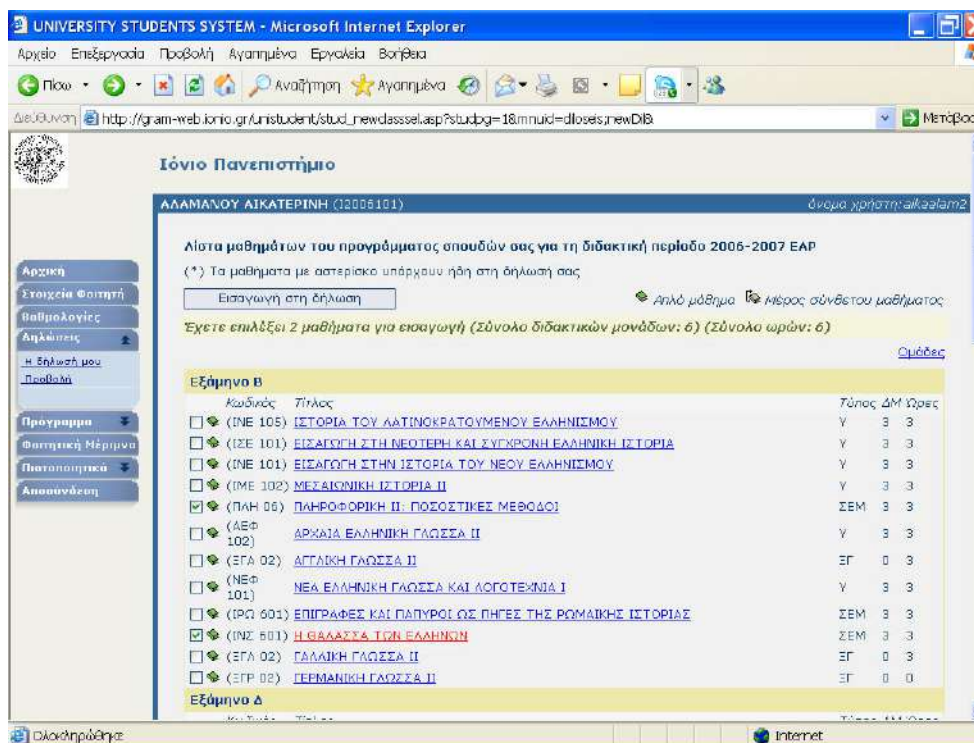 UNIVERSITY STUDENTS SYSTEM - Microsoft Internet Explorer
Αρχείο Επεξεργασία Προβολή Αγαπημένα Εργαλεία Βοήθεια
Πίσω Αναζήτηση Αγαπημένα
Διεύθυνση http://gram-web.ionio.gr/unistudent/stud_newclasssel.asp?studpg=1&mnuid=diloseis;newDil& Μετάβαση
Ιόνιο Πανεπιστήμιο
ΑΛΑΜΑΝΟΥ ΑΙΚΑΤΕΡΙΝΗ (Ι2006101) όνομα χρήστη: aikaalam2
Λίστα μαθημάτων του προγράμματος σπουδών σας για τη διδακτική περίοδο 2006-2007 ΕΑΡ
(*) Τα μαθήματα με αστερίσκο υπάρχουν ήδη στη δήλωσή σας
Εισαγωγή στη δήλωση Απλό μάθημα Μέρος σύνθετου μαθήματος
Έχετε επιλέξει 2 μαθήματα για εισαγωγή (Σύνολο διδακτικών μονάδων: 6) (Σύνολο ωρών: 6)
Ομάδες
Αρχική
Στοιχεία Φοιτητή
Βαθμολογίες
Δηλώσεις
Η δήλωσή μου
Προβολή
Πρόγραμμα
Φοιτητική Μέριμνα
Πιστοποιητικά
Αποσύνδεση
Εξάμηνο Β
Κωδικός Τίτλος Τύπος ΔΜ Ώρες
(ΙΝΕ 105) ΙΣΤΟΡΙΑ ΤΟΥ ΛΑΤΙΝΟΚΡΑΤΟΥΜΕΝΟΥ ΕΛΛΗΝΙΣΜΟΥ Υ 3 3
(ΙΣΕ 101) ΕΙΣΑΓΩΓΗ ΣΤΗ ΝΕΟΤΕΡΗ ΚΑΙ ΣΥΓΧΡΟΝΗ ΕΛΛΗΝΙΚΗ ΙΣΤΟΡΙΑ Υ 3 3
(ΙΝΕ 101) ΕΙΣΑΓΩΓΗ ΣΤΗΝ ΙΣΤΟΡΙΑ ΤΟΥ ΝΕΟΥ ΕΛΛΗΝΙΣΜΟΥ Υ 3 3
(ΙΜΕ 102) ΜΕΣΑΙΩΝΙΚΗ ΙΣΤΟΡΙΑ ΙΙ Υ 3 3
(ΠΛΗ 06) ΠΛΗΡΟΦΟΡΙΚΗ ΙΙ: ΠΟΣΟΣΤΙΚΕΣ ΜΕΘΟΔΟΙ ΣΕΜ 3 3
(ΑΕΦ 102) ΑΡΧΑΙΑ ΕΛΛΗΝΙΚΗ ΓΛΩΣΣΑ ΙΙ Υ 3 3
(ΞΓΑ 02) ΑΓΓΛΙΚΗ ΓΛΩΣΣΑ ΙΙ ΞΓ 0 3
(ΝΕΦ 101) ΝΕΑ ΕΛΛΗΝΙΚΗ ΓΛΩΣΣΑ ΚΑΙ ΛΟΓΟΤΕΧΝΙΑ Ι Υ 3 3
(ΙΡΩ 601) ΕΠΙΓΡΑΦΕΣ ΚΑΙ ΠΑΠΥΡΟΙ ΩΣ ΠΗΓΕΣ ΤΗΣ ΡΩΜΑΙΚΗΣ ΙΣΤΟΡΙΑΣ ΣΕΜ 3 3
(ΙΝΣ 601) Η ΘΑΛΑΣΣΑ ΤΩΝ ΕΛΛΗΝΩΝ ΣΕΜ 3 3
(ΞΓΛ 02) ΓΑΛΛΙΚΗ ΓΛΩΣΣΑ ΙΙ ΞΓ 0 3
(ΞΓΡ 02) ΓΕΡΜΑΝΙΚΗ ΓΛΩΣΣΑ ΙΙ ΞΓ 0 0
Εξάμηνο Δ
Κωδικός Τίτλος Τύπος ΔΜ Ώρες
Ολοκληρώθηκε Internet